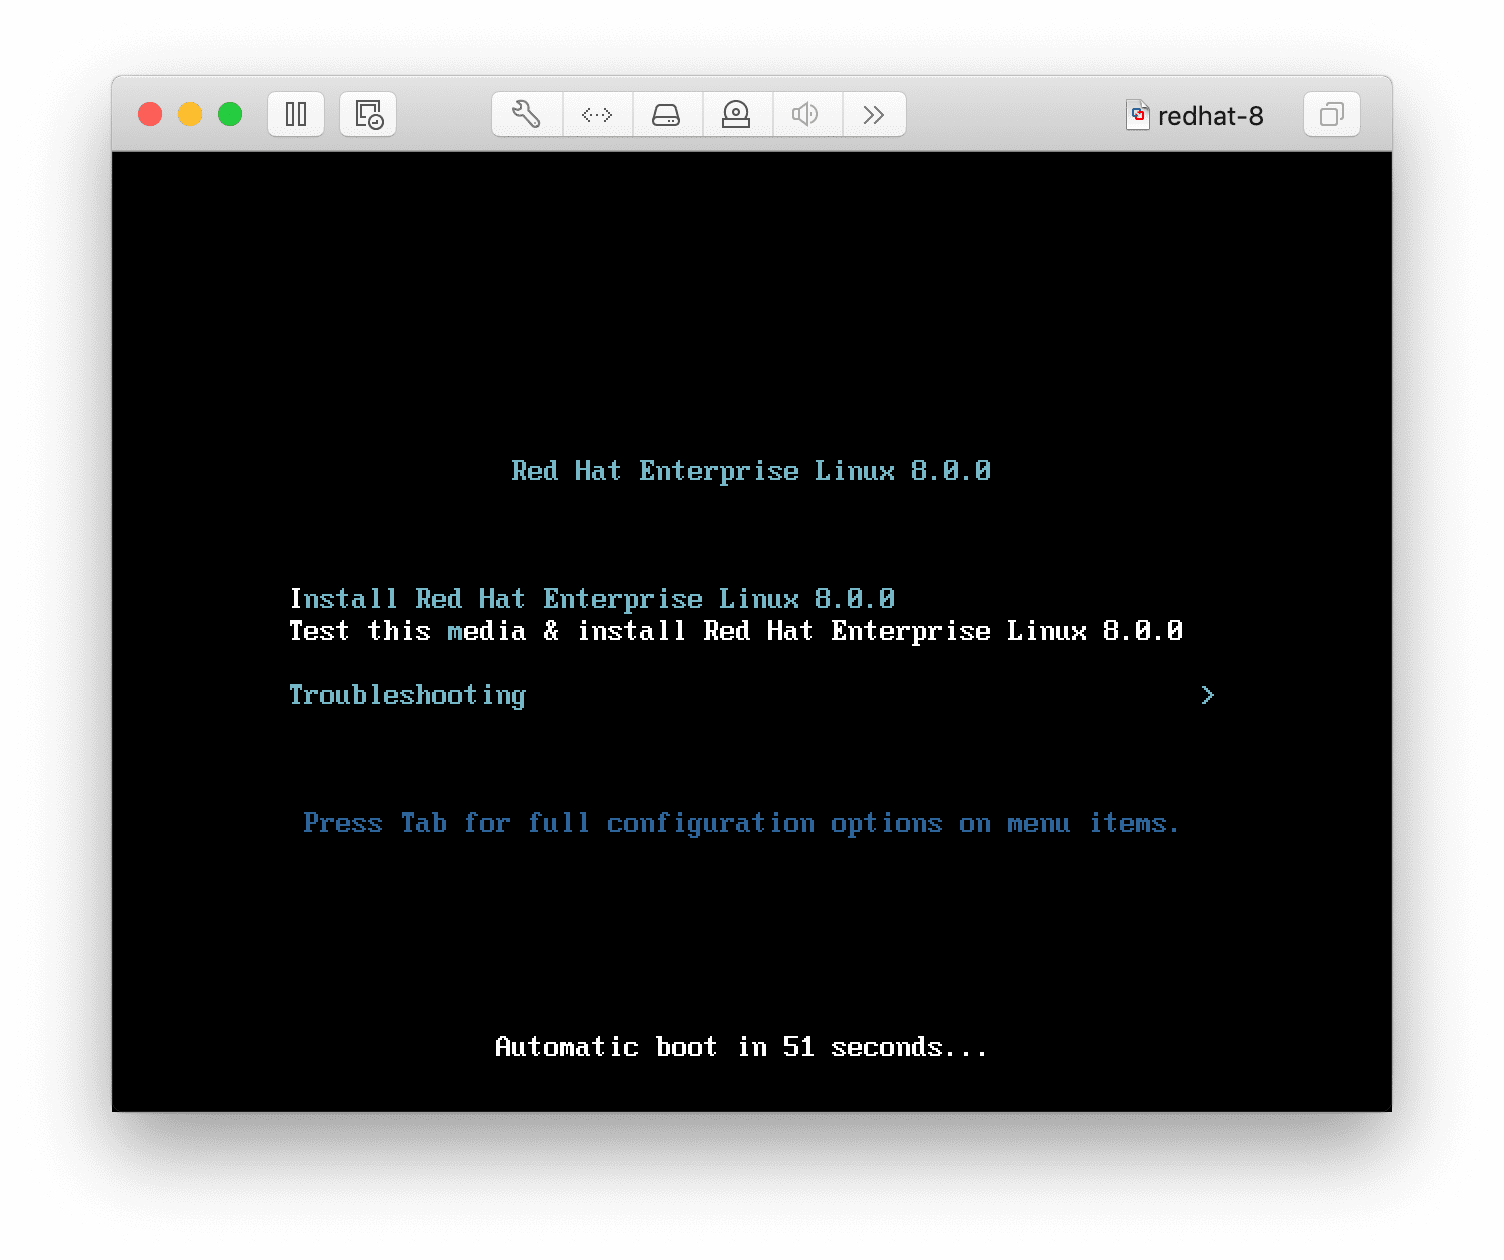 redhat-8
Red Hat Enterprise Linux 8.0.0
Install Red Hat Enterprise Linux 8.0.0
Test this media & install Red Hat Enterprise Linux 8.0.0
Troubleshooting >
Press Tab for full configuration options on menu items.
Automatic boot in 51 seconds...